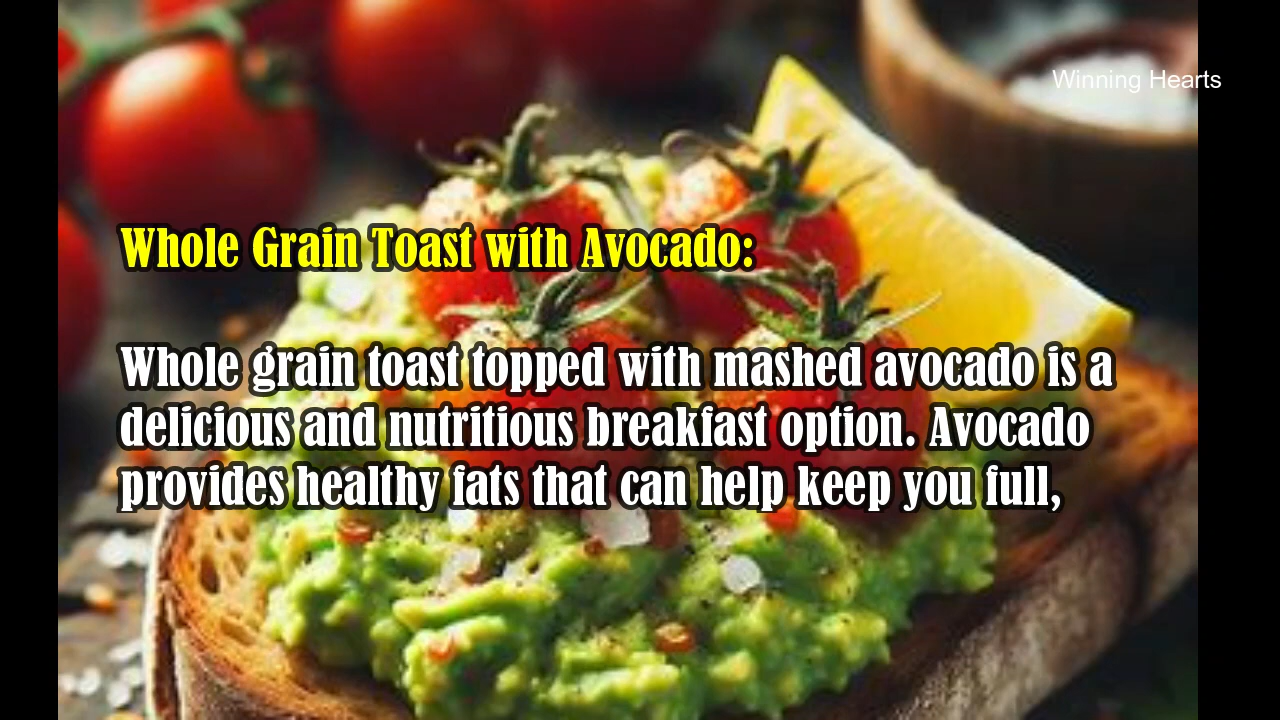 Winning Hearts
Whole Grain Toast with Avocado:
Whole grain toast topped with mashed avocado is a
delicious and nutritious breakfast option. Avocado
provides healthy fats that can help keep you full,